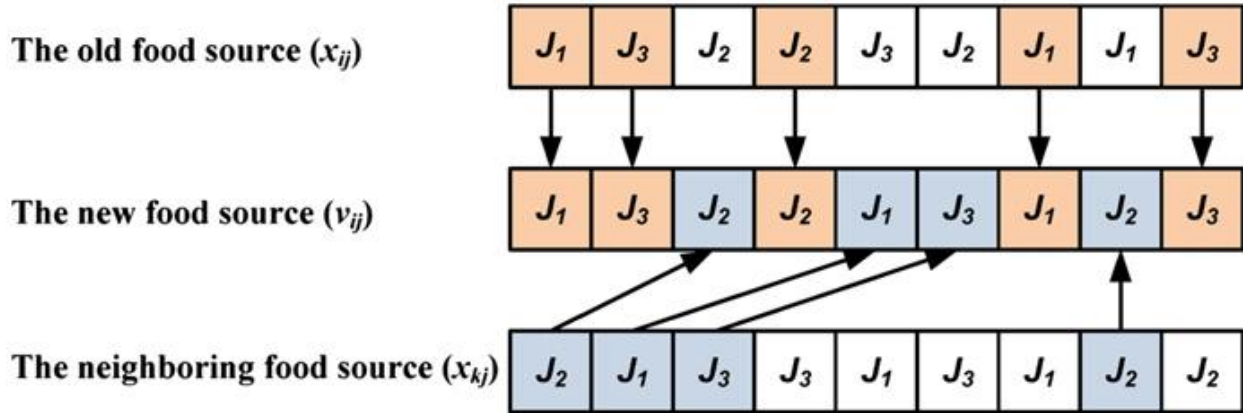 The old food source (xij) J1 J3 J2 J2 J3 J2 J1 J1 J3
The new food source (vij) J1 J3 J2 J2 J1 J3 J1 J2 J3
The neighboring food source (xkj) J2 J1 J3 J3 J1 J3 J1 J2 J2